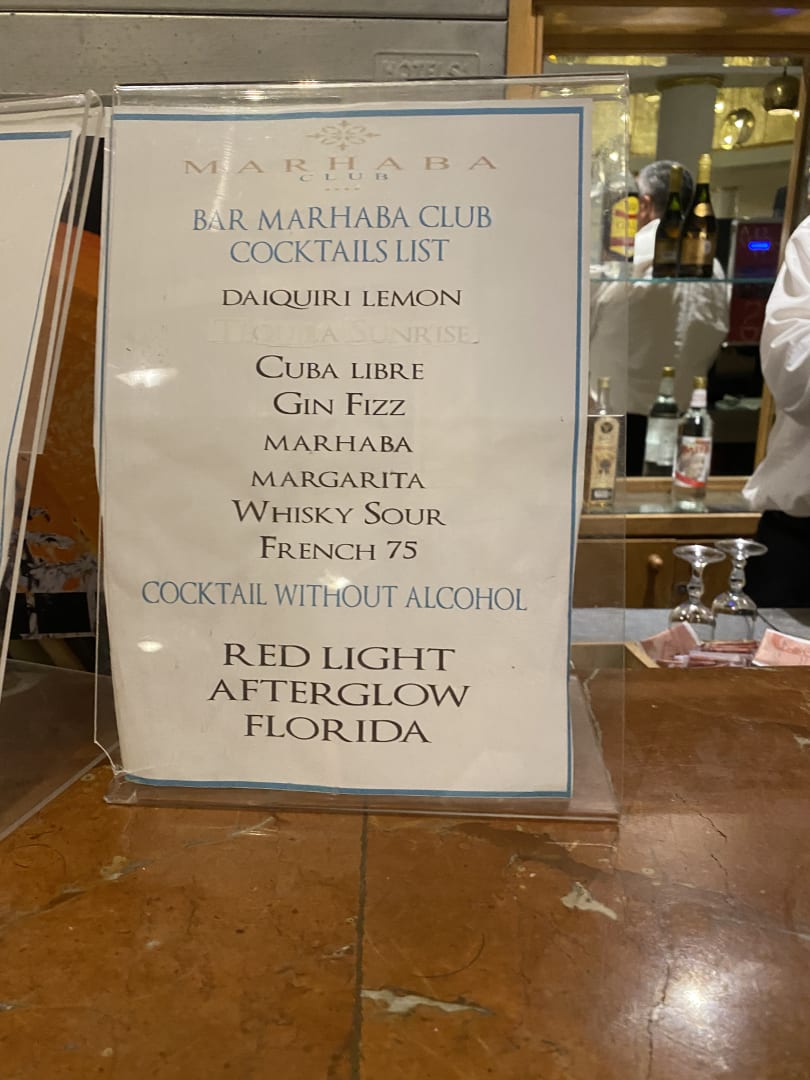 HOTELS
MARHABA
CLUB
BAR MARHABA CLUB
COCKTAILS LIST
DAIQUIRI LEMON
TEQUILA SUNRISE
CUBA LIBRE
GIN FIZZ
MARHABA
MARGARITA
WHISKY SOUR
FRENCH 75
COCKTAIL WITHOUT ALCOHOL
RED LIGHT
AFTERGLOW
FLORIDA